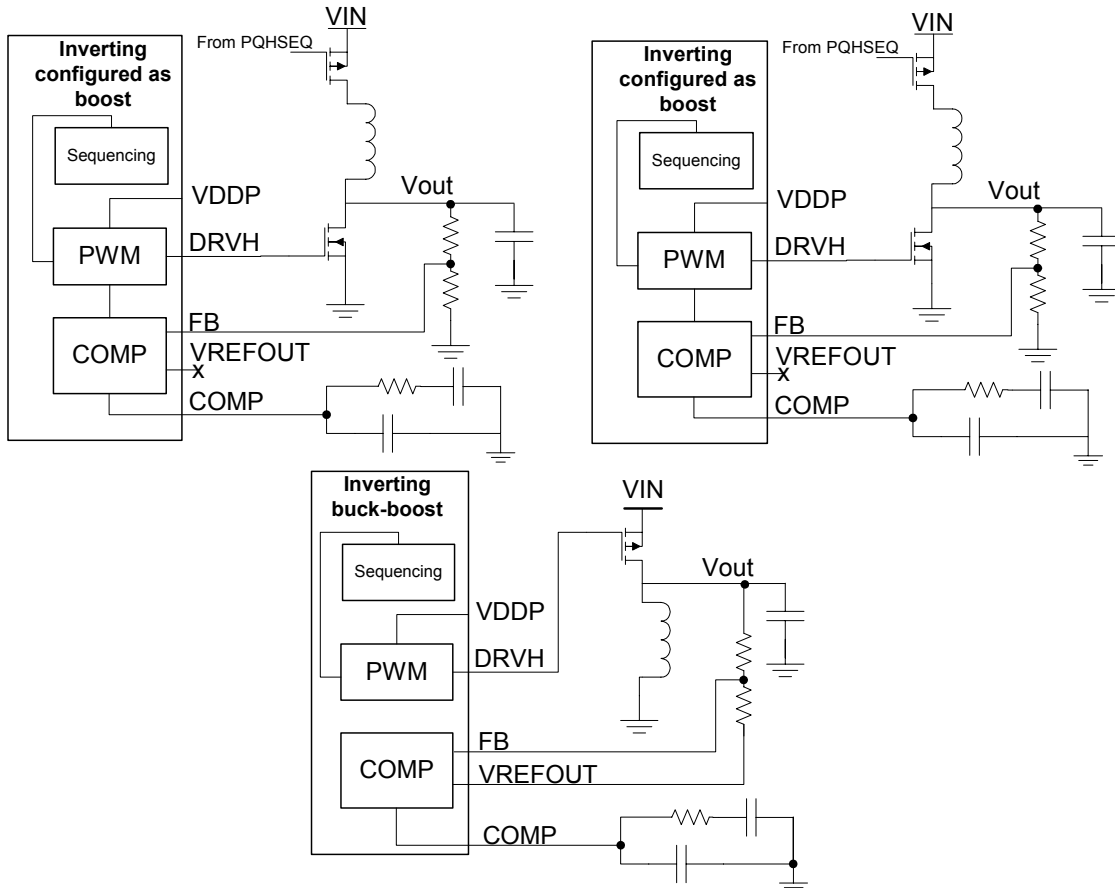 VIN
From PQHSEQ
Inverting
configured as
boost
Sequencing
Vout
VDDP
PWM
DRVH
FB
COMP
VREFOUT
x
COMP
VIN
From PQHSEQ
Inverting
configured as
boost
Sequencing
Vout
VDDP
PWM
DRVH
FB
COMP
VREFOUT
x
COMP
Inverting
buck-boost
VIN
Sequencing
Vout
VDDP
PWM
DRVH
FB
COMP
VREFOUT
COMP